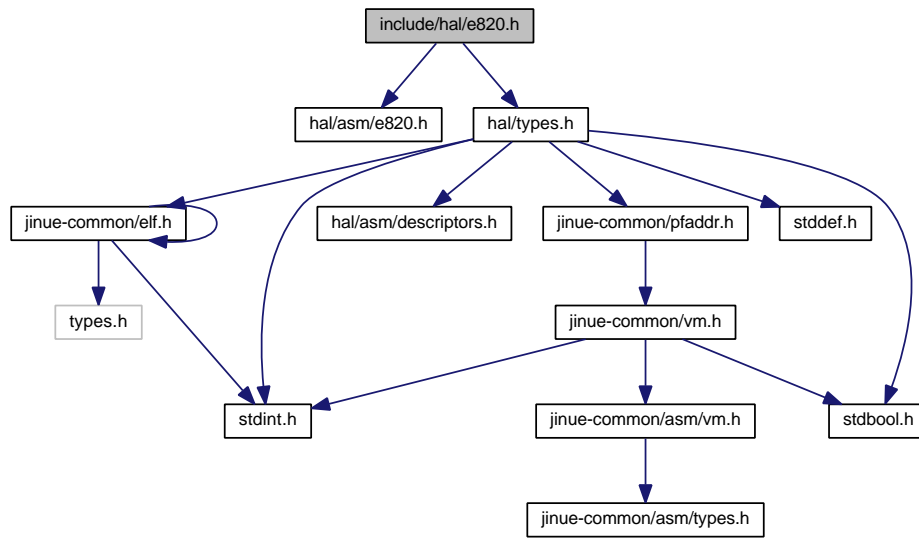 include/hal/e820.h
hal/asm/e820.h
hal/types.h
jinue-common/elf.h
hal/asm/descriptors.h
jinue-common/pfaddr.h
stddef.h
types.h
jinue-common/vm.h
stdint.h
jinue-common/asm/vm.h
stdbool.h
jinue-common/asm/types.h